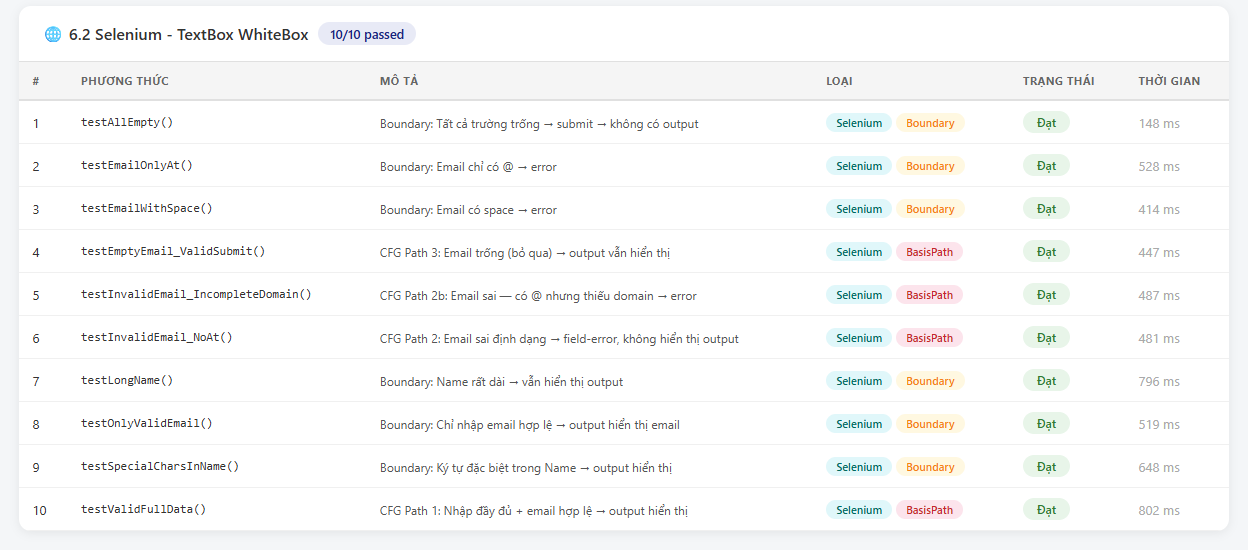 🌐 6.2 Selenium - TextBox WhiteBox 10/10 passed
# PHƯƠNG THỨC MÔ TẢ LOẠI TRẠNG THÁI THỜI GIAN
1 testAllEmpty() Boundary: Tất cả trường trống → submit → không có output Selenium Boundary Đạt 148 ms
2 testEmailOnlyAt() Boundary: Email chỉ có @ → error Selenium Boundary Đạt 528 ms
3 testEmailWithSpace() Boundary: Email có space → error Selenium Boundary Đạt 414 ms
4 testEmptyEmail_ValidSubmit() CFG Path 3: Email trống (bỏ qua) → output vẫn hiển thị Selenium BasisPath Đạt 447 ms
5 testInvalidEmail_IncompleteDomain() CFG Path 2b: Email sai — có @ nhưng thiếu domain → error Selenium BasisPath Đạt 487 ms
6 testInvalidEmail_NoAt() CFG Path 2: Email sai định dạng → field-error, không hiển thị output Selenium BasisPath Đạt 481 ms
7 testLongName() Boundary: Name rất dài → vẫn hiển thị output Selenium Boundary Đạt 796 ms
8 testOnlyValidEmail() Boundary: Chỉ nhập email hợp lệ → output hiển thị email Selenium Boundary Đạt 519 ms
9 testSpecialCharsInName() Boundary: Ký tự đặc biệt trong Name → output hiển thị Selenium Boundary Đạt 648 ms
10 testValidFullData() CFG Path 1: Nhập đầy đủ + email hợp lệ → output hiển thị Selenium BasisPath Đạt 802 ms